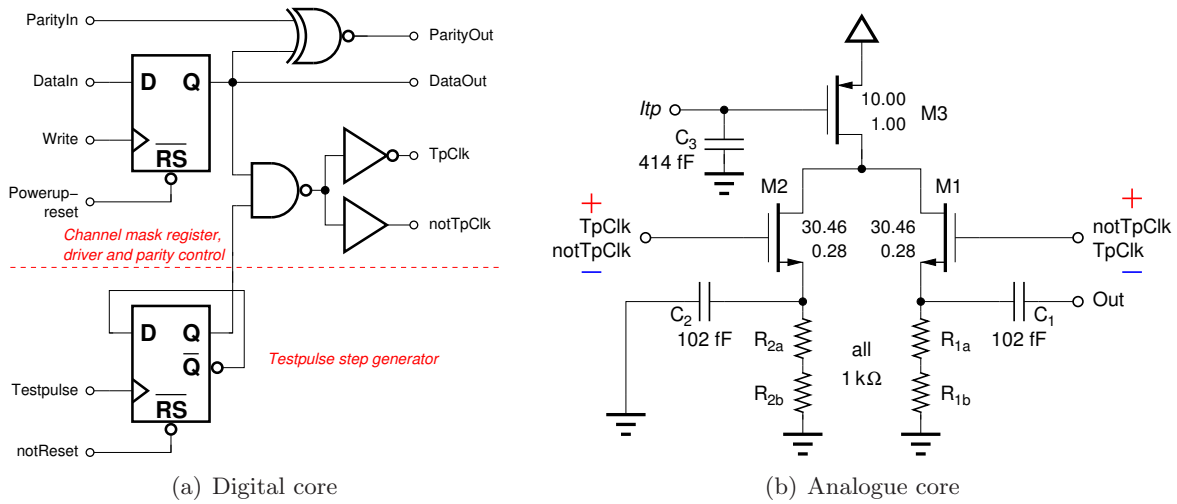 ParityIn
ParityOut
DataIn
D Q
DataOut
Write
RS
TpClk
Powerup-
reset
notTpClk
Channel mask register,
driver and parity control
D Q
Q
Testpulse step generator
Testpulse
RS
notReset
(a) Digital core
Itp
10.00
1.00
M3
C3
414 fF
M2
M1
+
TpClk
notTpClk
−
30.46
0.28
30.46
0.28
+
notTpClk
TpClk
−
C2
102 fF
C1
102 fF
Out
R2a
R2b
all
1 kΩ
R1a
R1b
(b) Analogue core